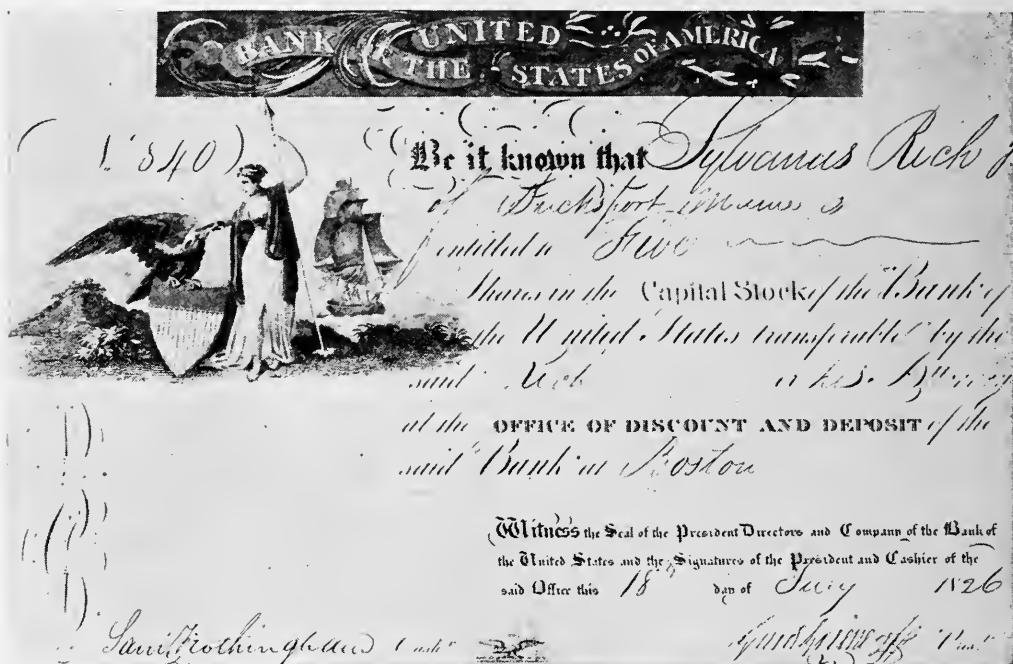 BANK OF THE UNITED STATES OF AMERICA
Be it known that Sylvanus Rich
of Bucksport Maine is
entitled to Five
Shares in the Capital Stock of the Bank of
the United States transferable by the
said Rich or his Attorney
at the OFFICE OF DISCOUNT AND DEPOSIT of the
said Bank at Boston
Witness the Seal of the President Directors and Company of the Bank of
the United States and the Signatures of the President and Cashier of the
said Office this 18 day of July 1826
Saml Frothingham Cashr